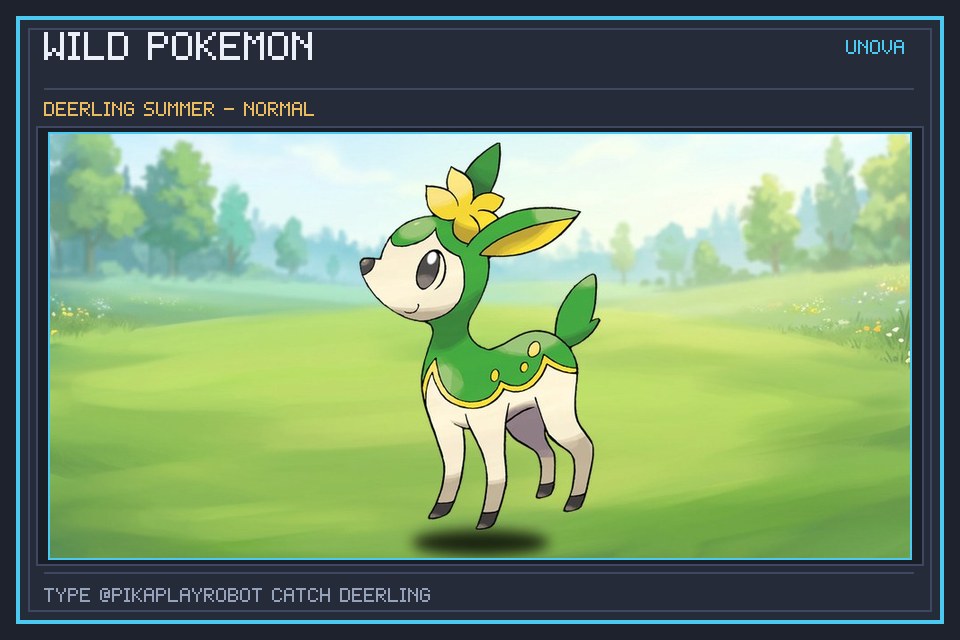 WILD POKEMON
UNOVA
DEERLING SUMMER - NORMAL
TYPE @PIKAPLAYROBOT CATCH DEERLING